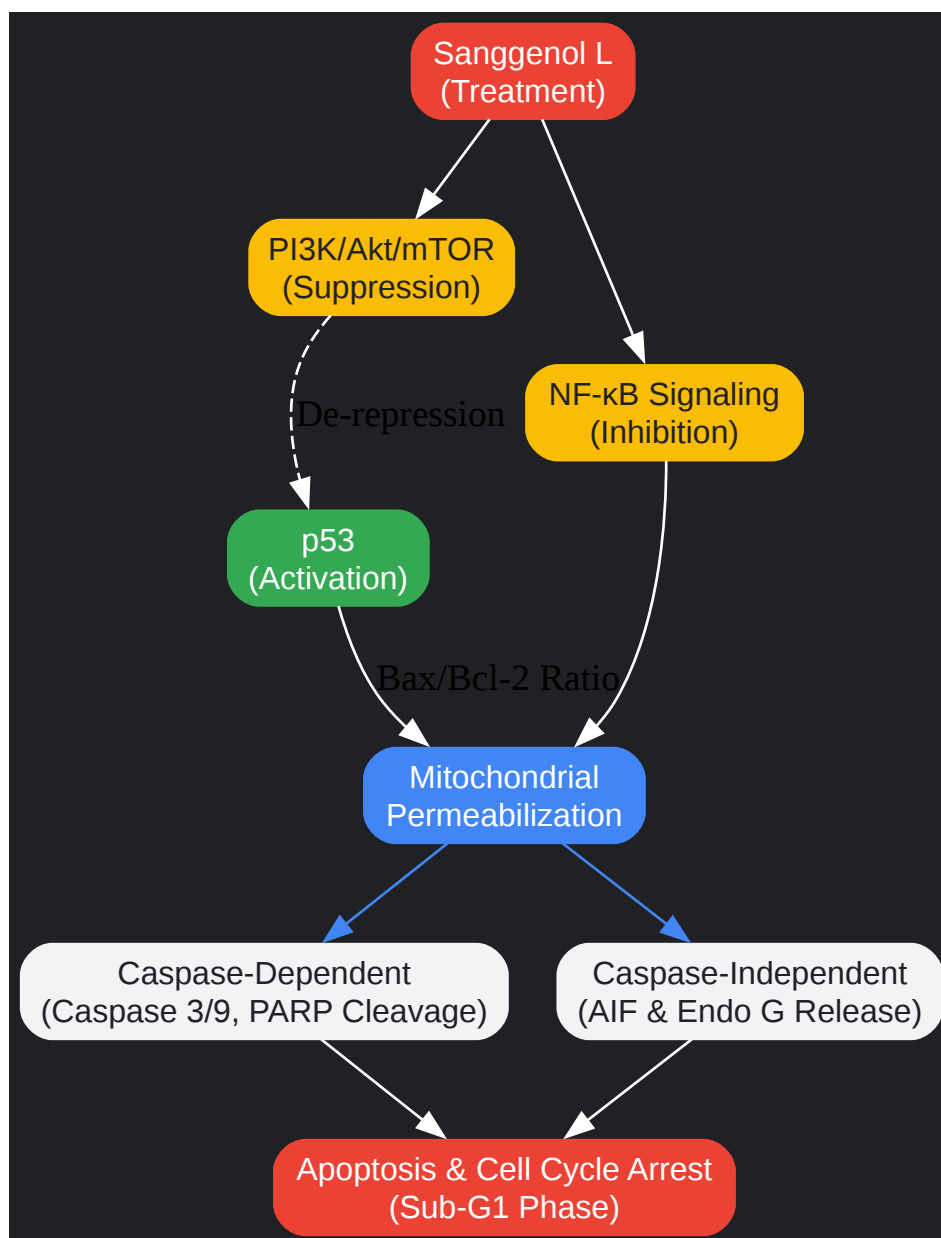 Sanggenol L
(Treatment)
PI3K/Akt/mTOR
(Suppression)
NF-κB Signaling
(Inhibition)
De-repression
p53
(Activation)
Bax/Bcl-2 Ratio
Mitochondrial
Permeabilization
Caspase-Dependent
(Caspase 3/9, PARP Cleavage)
Caspase-Independent
(AIF & Endo G Release)
Apoptosis & Cell Cycle Arrest
(Sub-G1 Phase)